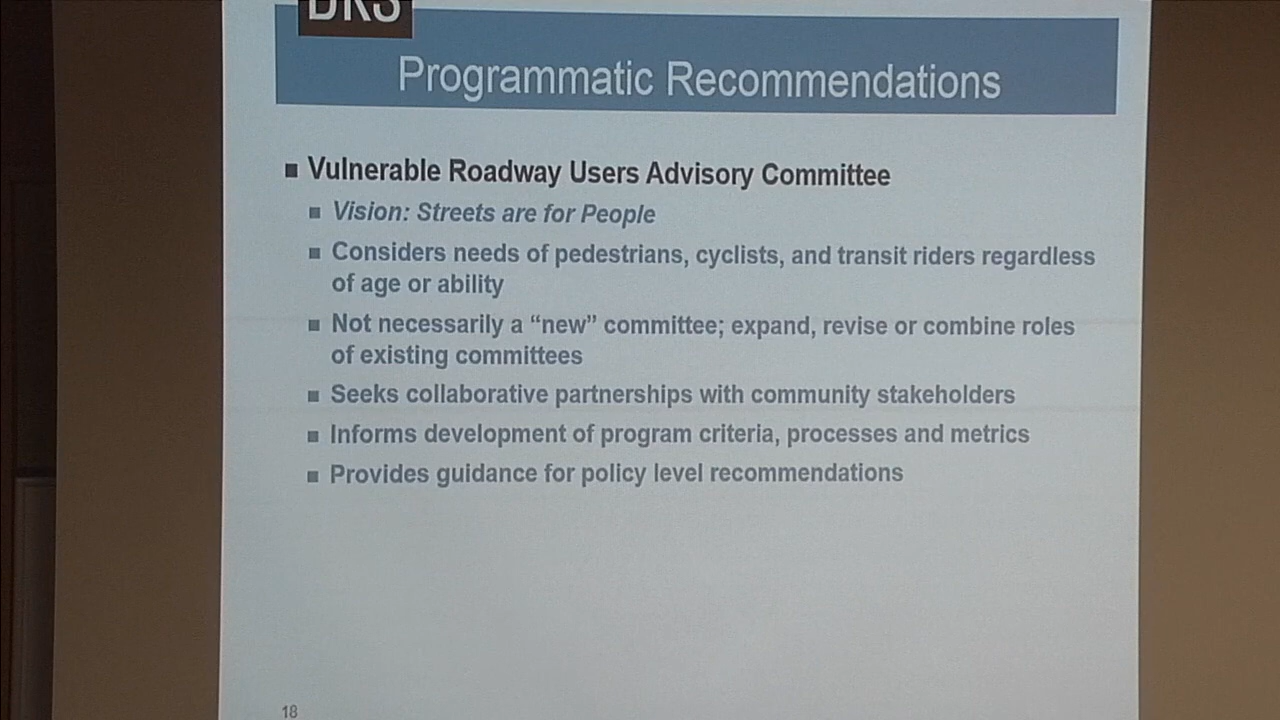 DKS
Programmatic Recommendations
Vulnerable Roadway Users Advisory Committee
Vision: Streets are for People
Considers needs of pedestrians, cyclists, and transit riders regardless
of age or ability
Not necessarily a “new” committee; expand, revise or combine roles
of existing committees
Seeks collaborative partnerships with community stakeholders
Informs development of program criteria, processes and metrics
Provides guidance for policy level recommendations
18